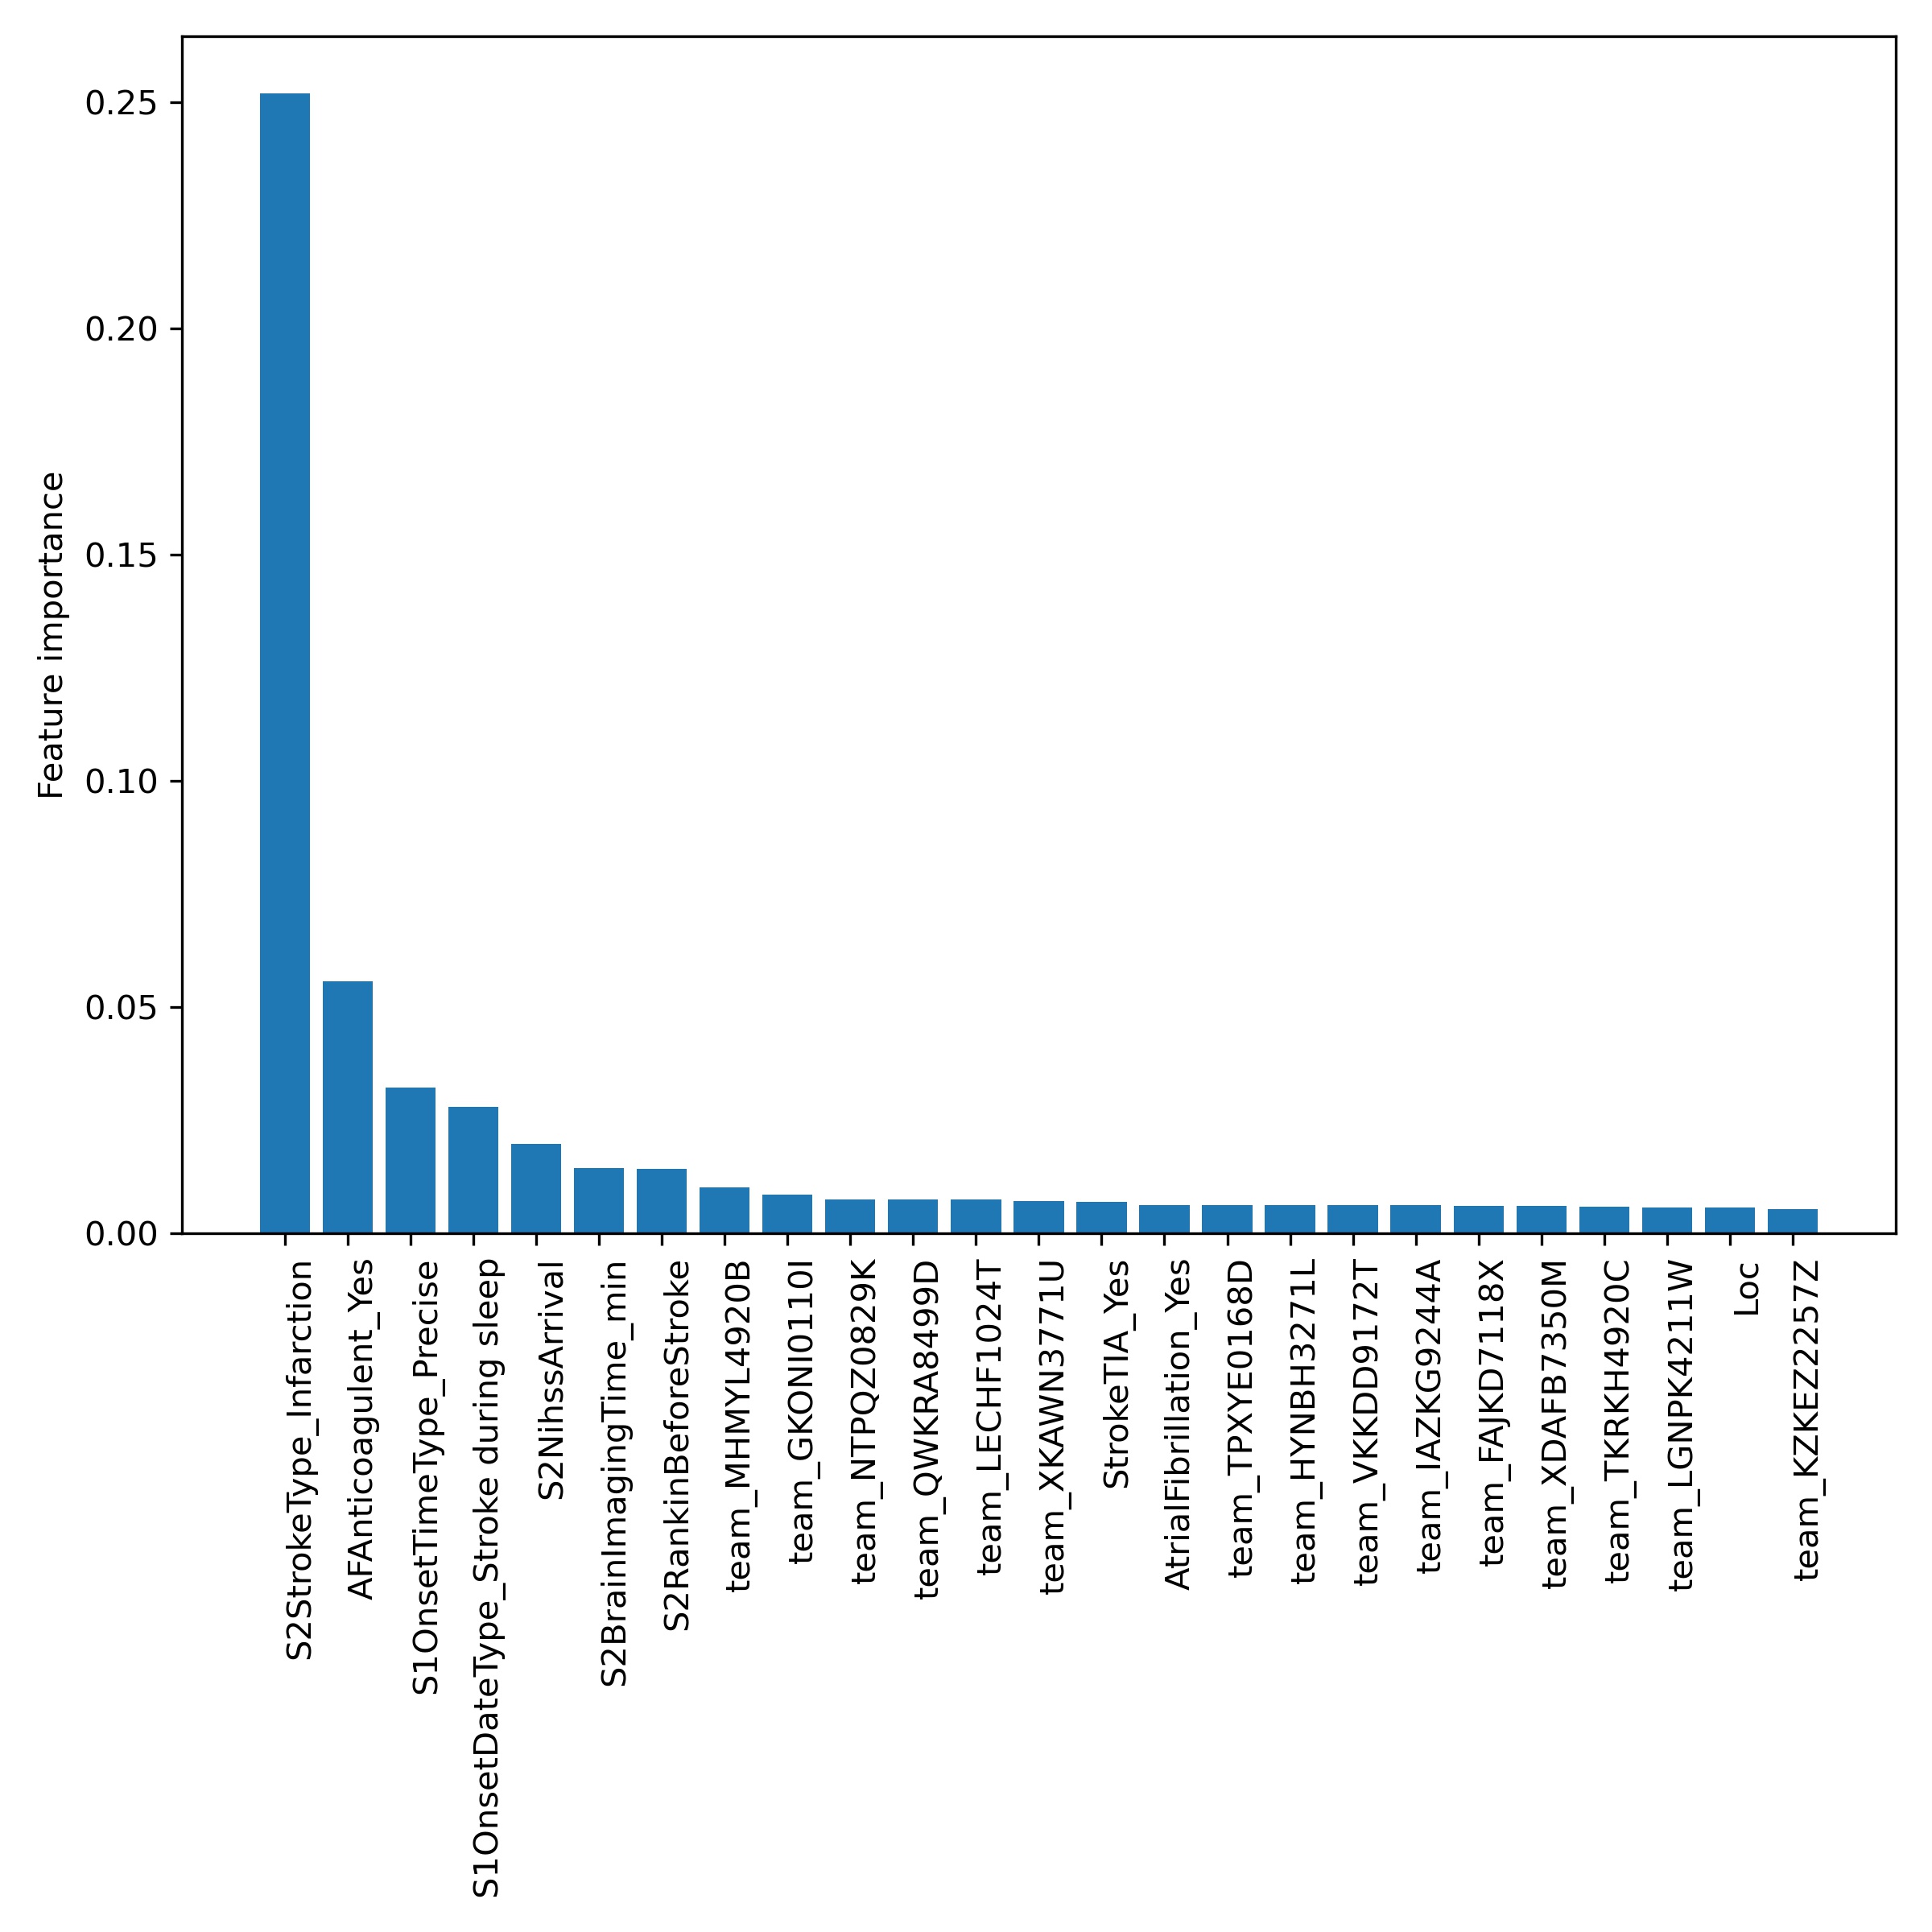 Feature importance
0.25
0.20
0.15
0.10
0.05
0.00
S2StrokeType_Infarction
AFAnticoagulent_Yes
S1OnsetTimeType_Precise
S1OnsetDateType_Stroke during sleep
S2NihssArrival
S2BrainImagingTime_min
S2RankinBeforeStroke
team_MHMYL4920B
team_GKONI0110I
team_NTPQZ0829K
team_QWKRA8499D
team_LECHF1024T
team_XKAWN3771U
StrokeTIA_Yes
AtrialFibrillation_Yes
team_TPXYE0168D
team_HYNBH3271L
team_VKKDD9172T
team_IAZKG9244A
team_FAJKD7118X
team_XDAFB7350M
team_TKRKH4920C
team_LGNPK4211W
Loc
team_KZKEZ2257Z